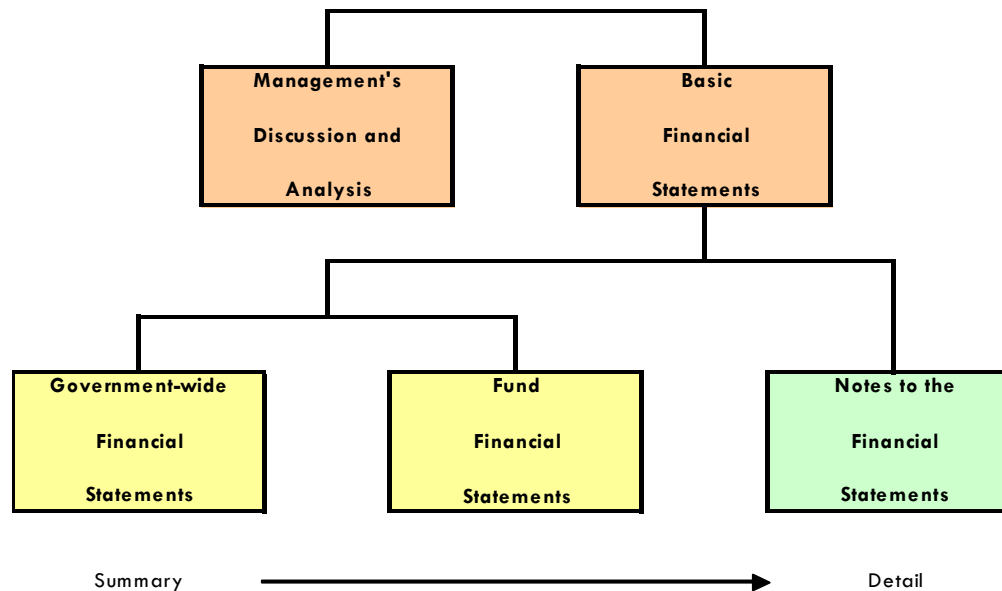 Management's
Discussion and
Analysis
Basic
Financial
Statements
Government-wide
Financial
Statements
Fund
Financial
Statements
Notes to the
Financial
Statements
Summary
Detail